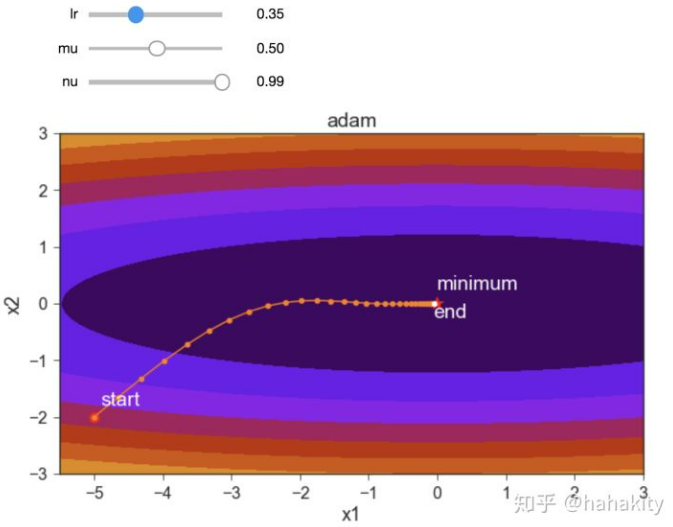 lr 0.35
mu 0.50
nu 0.99
adam
3
2
1
0
−1
−2
−3
x2
minimum
end
start
−5 −4 −3 −2 −1 0 1 2 3
x1
知乎 @hahakity